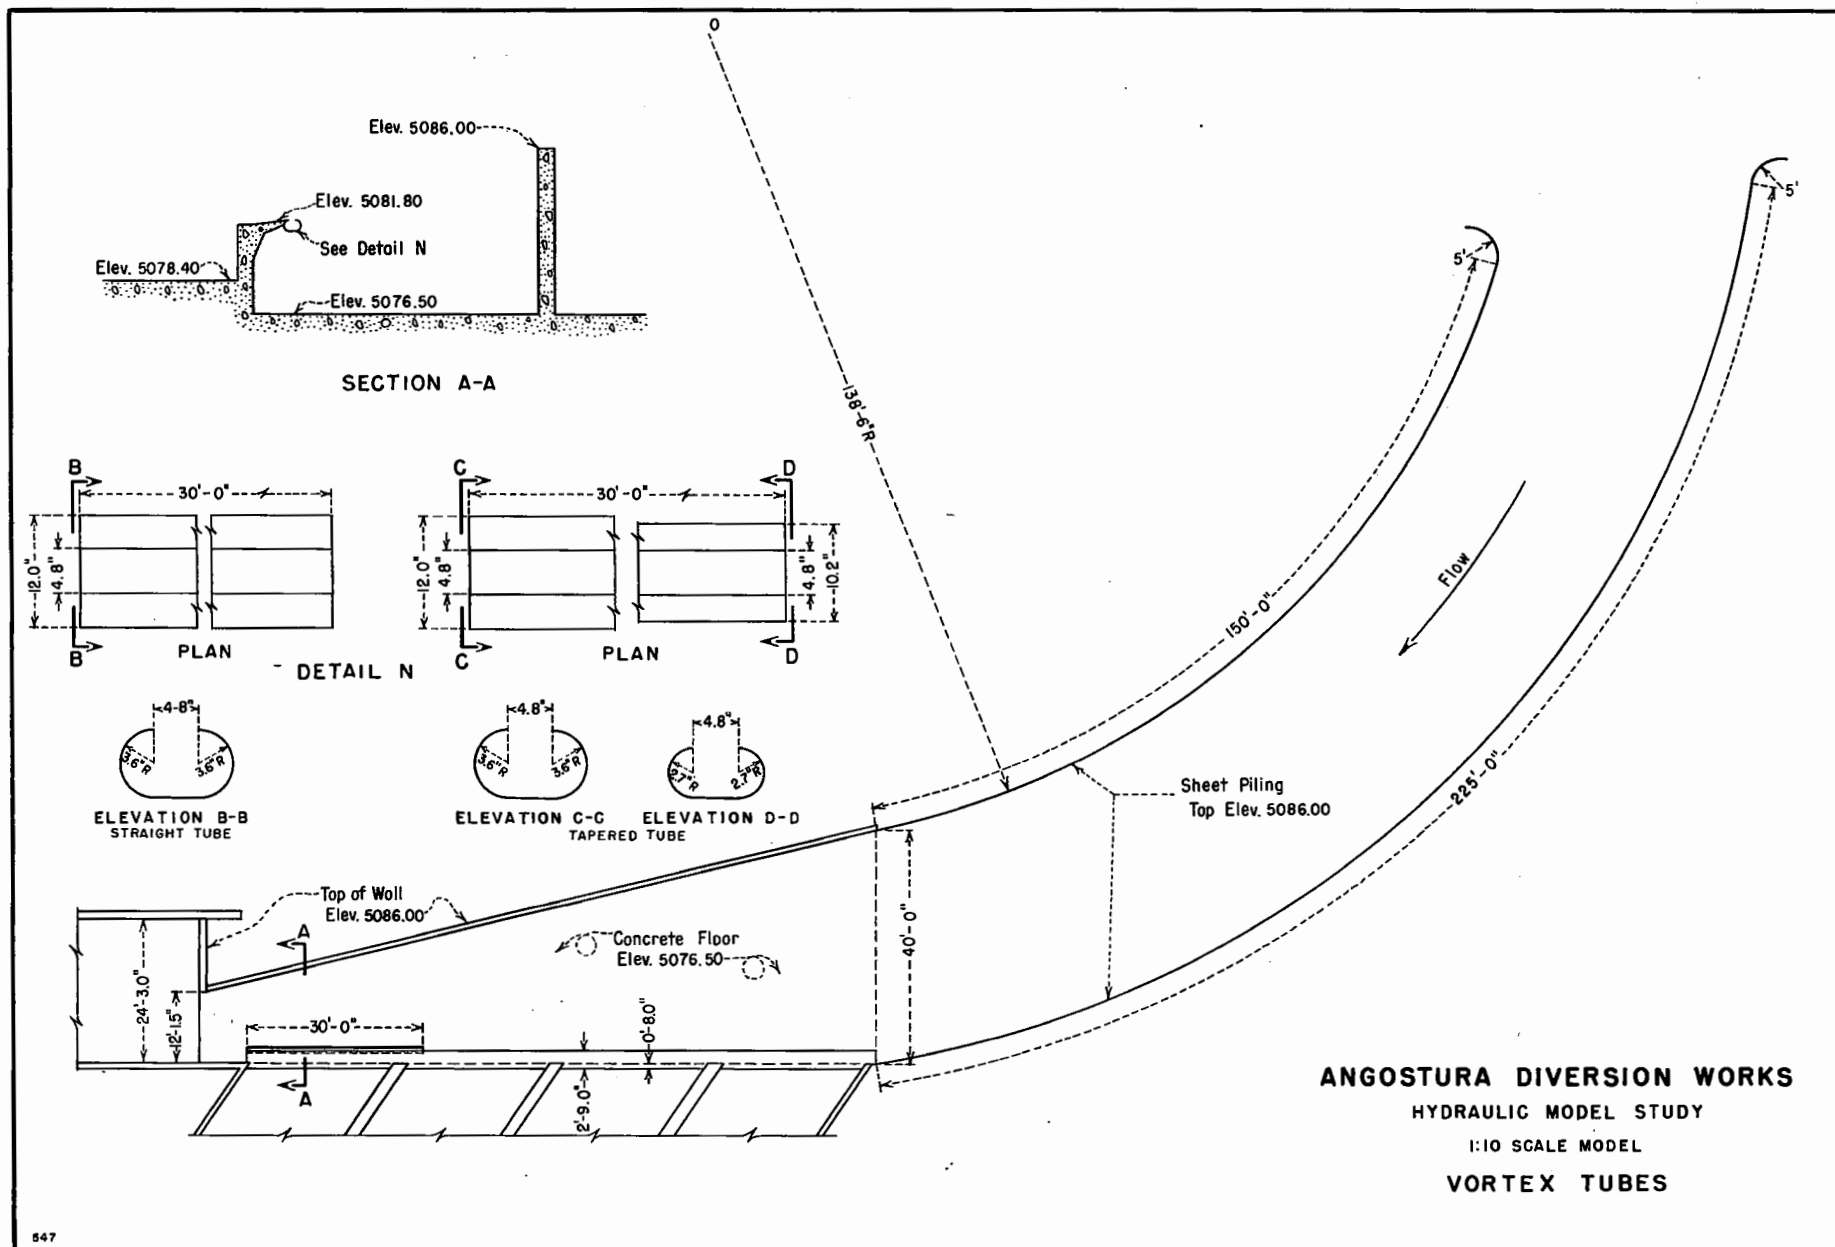 O
Elev. 5086.00
Elev. 5081.80
See Detail N
Elev. 5078.40
Elev. 5076.50
SECTION A-A
138'-6"R
5'
5'
B
30'-0"
12.0"
4.8"
B
PLAN
C
D
30'-0"
12.0"
4.8"
4.8"
10.2"
C
D
PLAN
DETAIL N
4-8"
3.6"R
3.6"R
ELEVATION B-B
STRAIGHT TUBE
4.8"
3.6"R
3.6"R
ELEVATION C-C
4.8"
2.7"R
2.7"R
ELEVATION D-D
TAPERED TUBE
Flow
150'-0"
225'-0"
Sheet Piling
Top Elev. 5086.00
Top of Wall
Elev. 5086.00
A
Concrete Floor
Elev. 5076.50
40'-0"
24'-3.0"
12'-1.5"
30'-0"
0'-8.0"
2'-9.0"
A
ANGOSTURA DIVERSION WORKS
HYDRAULIC MODEL STUDY
1:10 SCALE MODEL
VORTEX TUBES
547